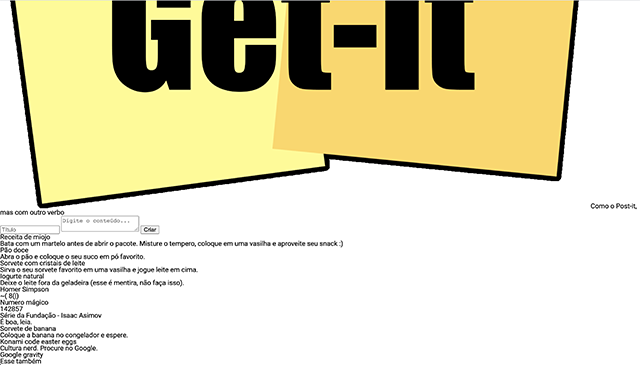 Get-It
Como o Post-It,
mas com outro verbo
Digite o conteúdo...
Título
Criar
Receita de miojo
Bata com um martelo antes de abrir o pacote. Misture o tempero, coloque em uma vasilha e aproveite seu snack :)
Pão doce
Abra o pão e coloque o seu suco em pó favorito.
Sorvete com cristais de leite
Sirva o seu sorvete favorito em uma vasilha e jogue leite em cima.
Iogurte natural
Deixe o leite fora da geladeira (esse é mentira, não faça isso).
Homer Simpson
~( 8(|)
Numero mágico
142857
Série da Fundação - Isaac Asimov
É boa, leia.
Sorvete de banana
Coloque a banana no congelador e espere.
Konami code easter eggs
Cultura nerd. Procure no Google.
Google gravity
Esse também